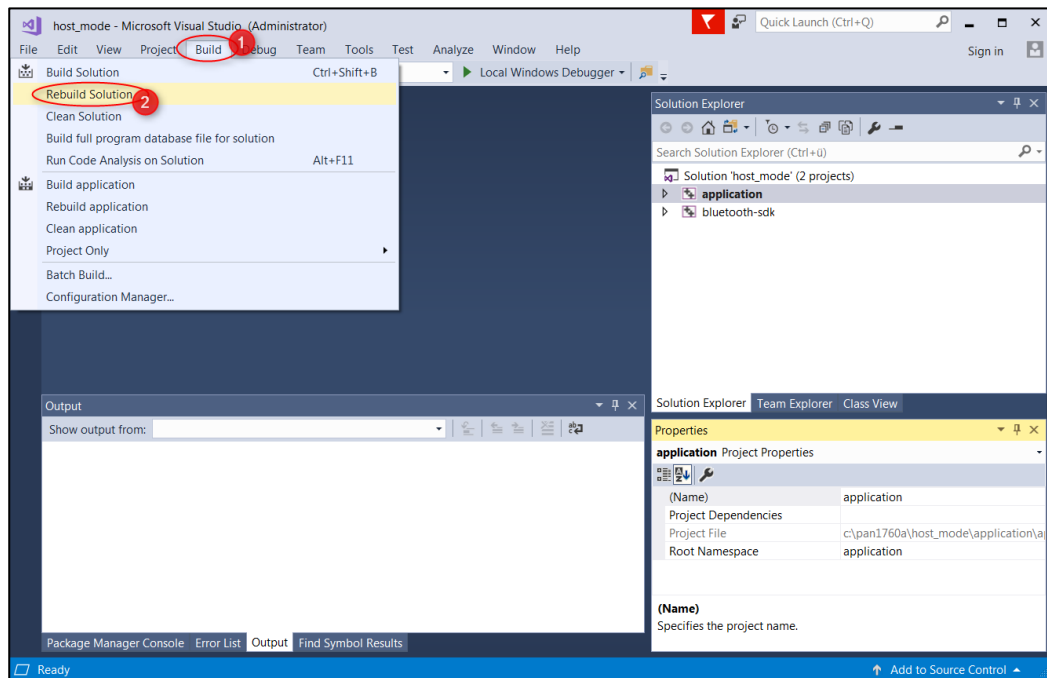 host_mode - Microsoft Visual Studio (Administrator)
Quick Launch (Ctrl+Q)
File Edit View Project Build 1 Debug Team Tools Test Analyze Window Help
Sign in
Build Solution Ctrl+Shift+B
Local Windows Debugger
Rebuild Solution 2
Clean Solution
Build full program database file for solution
Run Code Analysis on Solution Alt+F11
Build application
Rebuild application
Clean application
Project Only
Batch Build...
Configuration Manager...
Solution Explorer
Search Solution Explorer (Ctrl+ü)
Solution 'host_mode' (2 projects)
application
bluetooth-sdk
Solution Explorer Team Explorer Class View
Output
Show output from:
Package Manager Console Error List Output Find Symbol Results
Properties
application Project Properties
(Name) application
Project Dependencies
Project File c:\pan1760a\host_mode\application\a
Root Namespace application
(Name)
Specifies the project name.
Ready
Add to Source Control